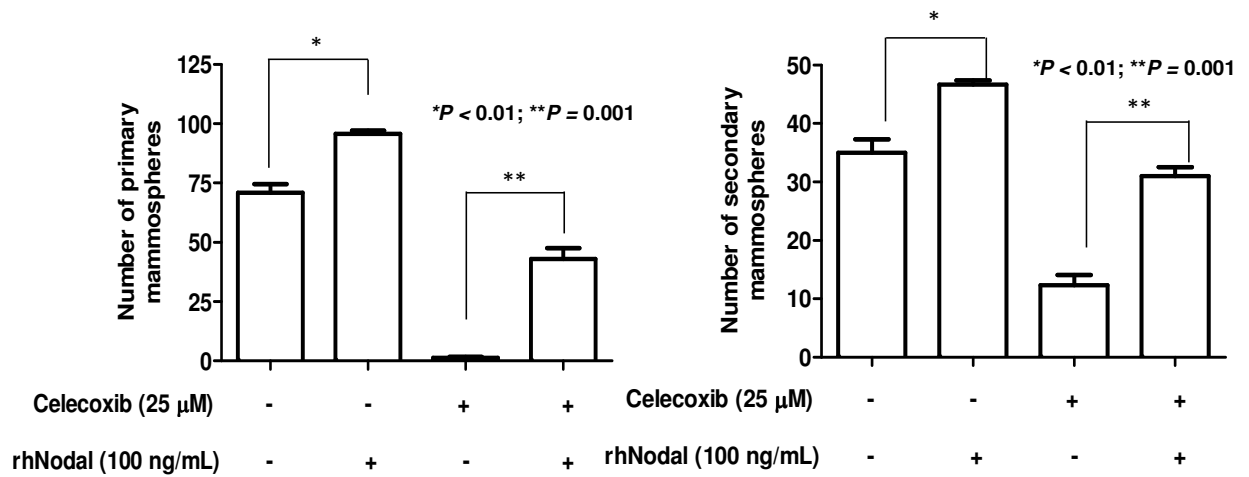 Number of primary
mammospheres
125
100
75
50
25
0
*
*P < 0.01; **P = 0.001
**
Celecoxib (25 µM) - - + +
rhNodal (100 ng/mL) - + - +
Number of secondary
mammospheres
50
40
30
20
10
0
*
*P < 0.01; **P = 0.001
**
Celecoxib (25 µM) - - + +
rhNodal (100 ng/mL) - + - +